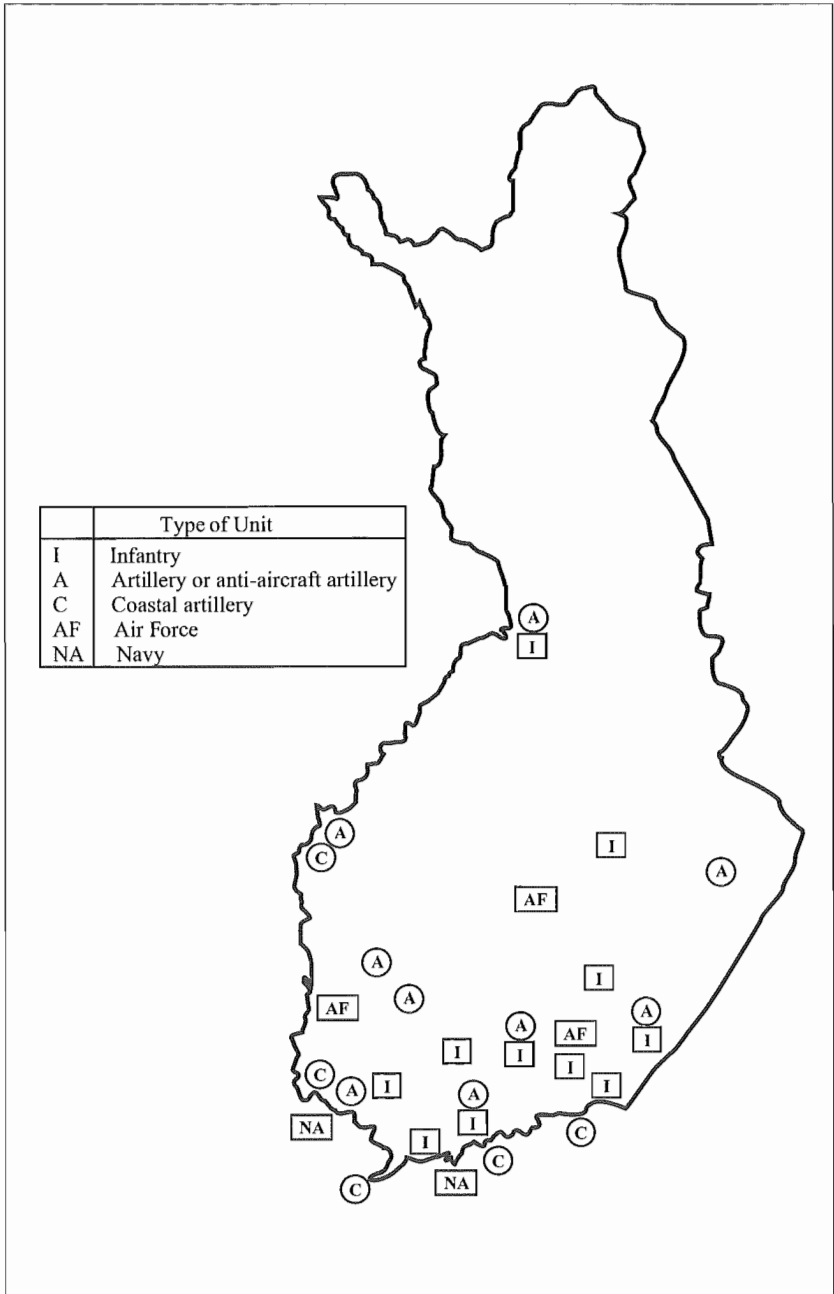 Type of Unit
I Infantry
A Artillery or anti-aircraft artillery
C Coastal artillery
AF Air Force
NA Navy
A
I
A
C
I
A
AF
A
I
A
AF
A
A
AF
I
I
I
I
C
A
I
I
A
I
NA
C
I
C
NA
C